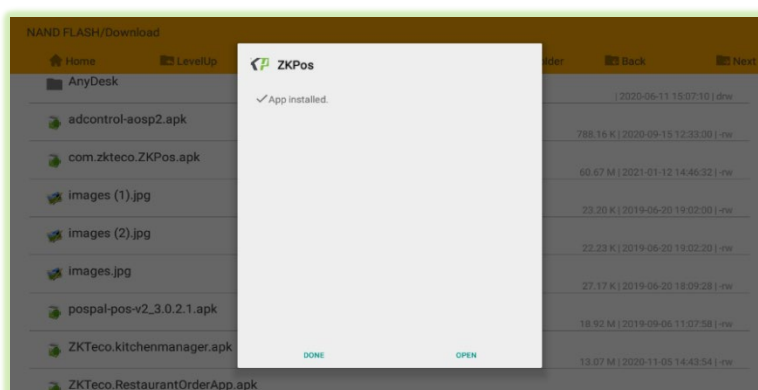 NAND FLASH/Download
Home LevelUp older Back Next
ZKPos
App installed.
AnyDesk
| 2020-06-11 15:07:10 | drw
adcontrol-aosp2.apk
788.16 K | 2020-09-15 12:33:00 | -rw
com.zkteco.ZKPos.apk
60.67 M | 2021-01-12 14:46:32 | -rw
images (1).jpg
23.20 K | 2019-06-20 19:02:00 | -rw
images (2).jpg
22.23 K | 2019-06-20 19:02:20 | -rw
images.jpg
27.17 K | 2019-06-20 18:09:28 | -rw
pospal-pos-v2_3.0.2.1.apk
18.92 M | 2019-09-06 11:07:58 | -rw
ZKTeco.kitchenmanager.apk
13.07 M | 2020-11-05 14:43:54 | -rw
DONE OPEN
ZKTeco.RestaurantOrderApp.apk